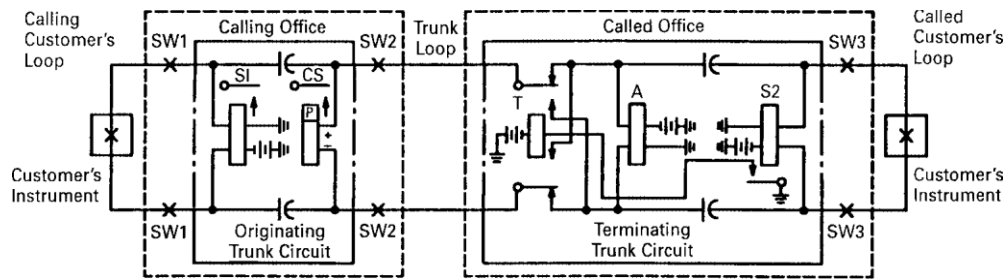 Calling
Customer's
Loop
SW1
Calling Office
SW2
Trunk
Loop
Called Office
SW3
Called
Customer's
Loop
SI
CS
P
+
−
T
A
S2
Customer's
Instrument
SW1
Originating
Trunk Circuit
SW2
Terminating
Trunk Circuit
SW3
Customer's
Instrument